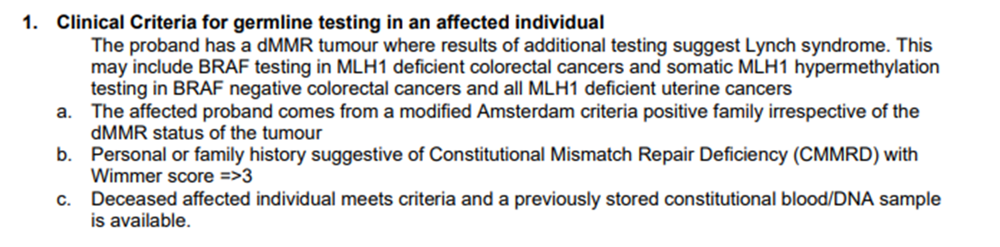 1. Clinical Criteria for germline testing in an affected individual
The proband has a dMMR tumour where results of additional testing suggest Lynch syndrome. This
may include BRAF testing in MLH1 deficient colorectal cancers and somatic MLH1 hypermethylation
testing in BRAF negative colorectal cancers and all MLH1 deficient uterine cancers
a. The affected proband comes from a modified Amsterdam criteria positive family irrespective of the
dMMR status of the tumour
b. Personal or family history suggestive of Constitutional Mismatch Repair Deficiency (CMMRD) with
Wimmer score =>3
c. Deceased affected individual meets criteria and a previously stored constitutional blood/DNA sample
is available.